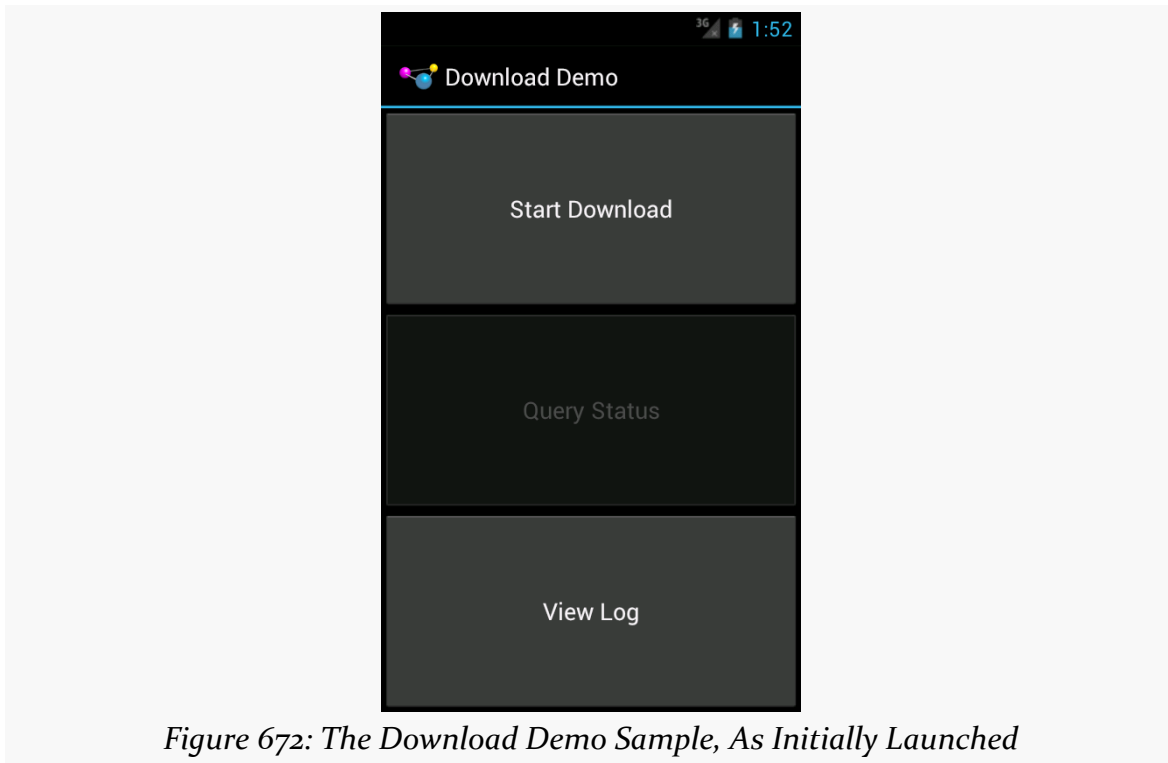 3G 1:52
Download Demo
Start Download
Query Status
View Log
Figure 672: The Download Demo Sample, As Initially Launched